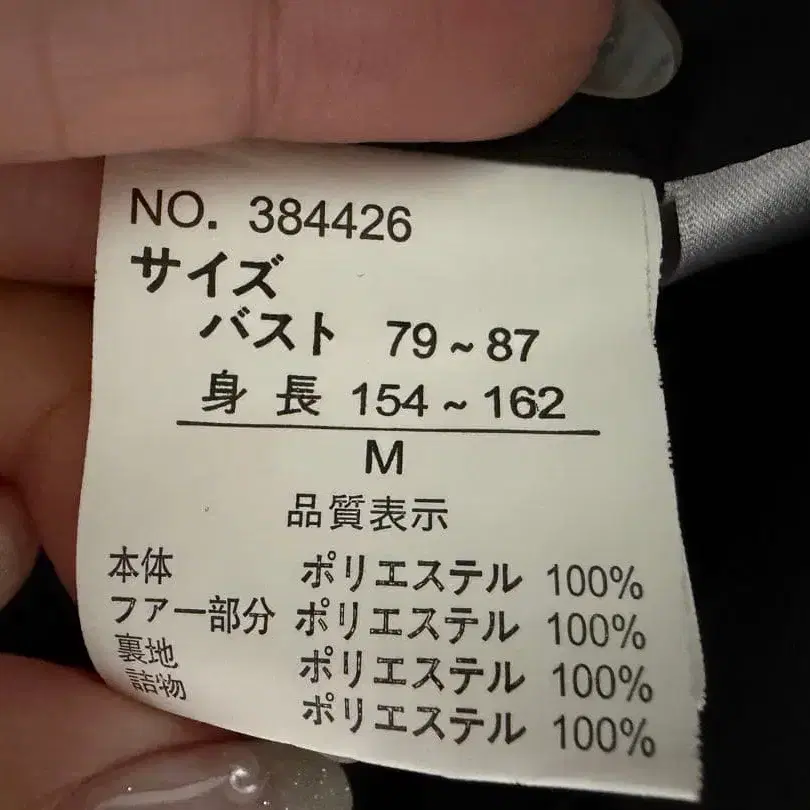 NO. 384426
サイズ
バスト 79~87
身長 154~162
M
品質表示
本体 ポリエステル 100%
ファー部分 ポリエステル 100%
裏地 ポリエステル 100%
詰物 ポリエステル 100%